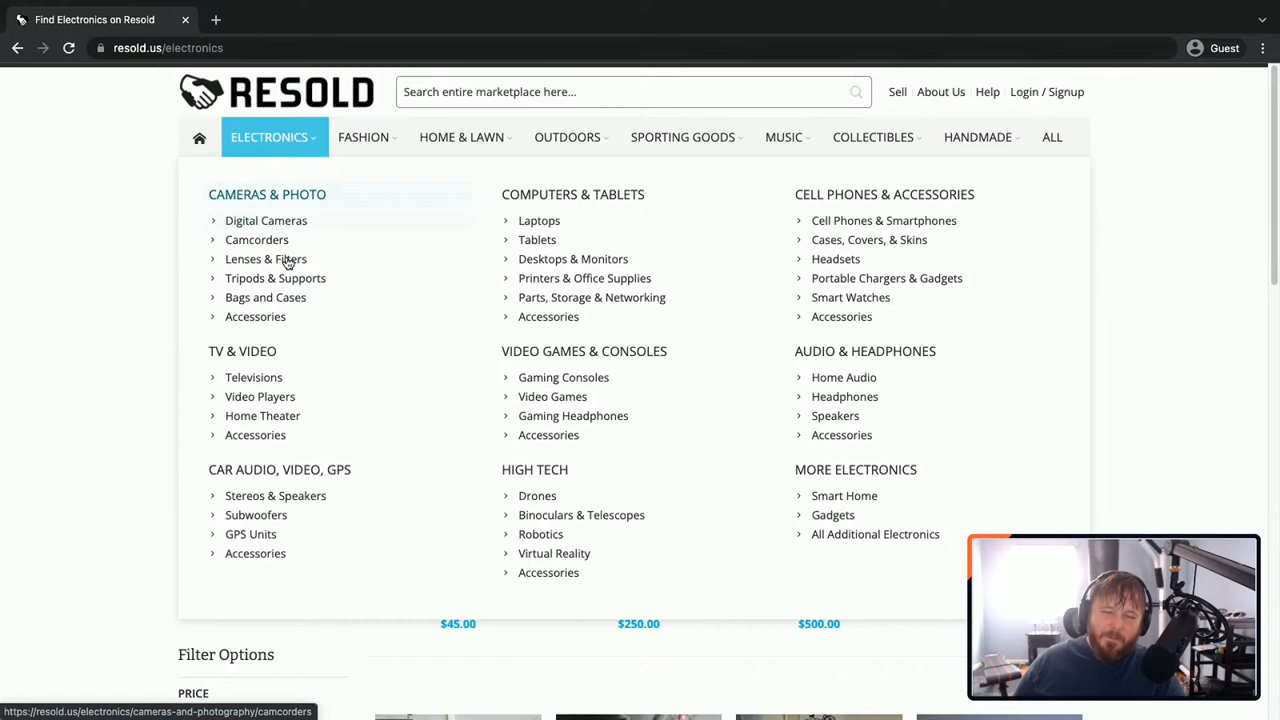 Find Electronics on Resold
resold.us/electronics
Guest
RESOLD
Search entire marketplace here...
Sell
About Us
Help
Login / Signup
ELECTRONICS
FASHION
HOME & LAWN
OUTDOORS
SPORTING GOODS
MUSIC
COLLECTIBLES
HANDMADE
ALL
CAMERAS & PHOTO
Digital Cameras
Camcorders
Lenses & Filters
Tripods & Supports
Bags and Cases
Accessories
COMPUTERS & TABLETS
Laptops
Tablets
Desktops & Monitors
Printers & Office Supplies
Parts, Storage & Networking
Accessories
CELL PHONES & ACCESSORIES
Cell Phones & Smartphones
Cases, Covers, & Skins
Headsets
Portable Chargers & Gadgets
Smart Watches
Accessories
TV & VIDEO
Televisions
Video Players
Home Theater
Accessories
VIDEO GAMES & CONSOLES
Gaming Consoles
Video Games
Gaming Headphones
Accessories
AUDIO & HEADPHONES
Home Audio
Headphones
Speakers
Accessories
CAR AUDIO, VIDEO, GPS
Stereos & Speakers
Subwoofers
GPS Units
Accessories
HIGH TECH
Drones
Binoculars & Telescopes
Robotics
Virtual Reality
Accessories
MORE ELECTRONICS
Smart Home
Gadgets
All Additional Electronics
$45.00
$250.00
$500.00
Filter Options
PRICE
https://resold.us/electronics/cameras-and-photography/camcorders